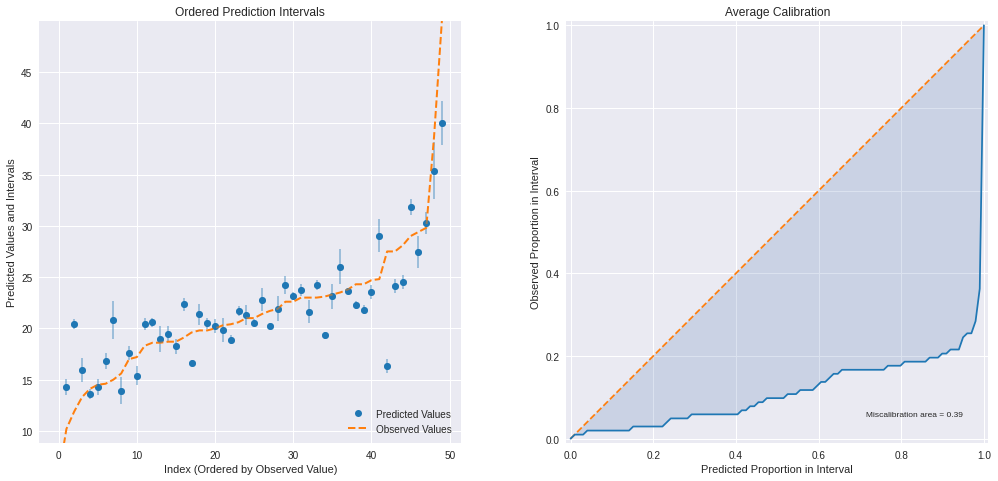 Ordered Prediction Intervals
Predicted Values and Intervals
45
40
35
30
25
20
15
10
0
10
20
30
40
50
Index (Ordered by Observed Value)
Predicted Values
Observed Values
Average Calibration
Observed Proportion in Interval
1.0
0.8
0.6
0.4
0.2
0.0
0.0
0.2
0.4
0.6
0.8
1.0
Predicted Proportion in Interval
Miscalibration area = 0.39